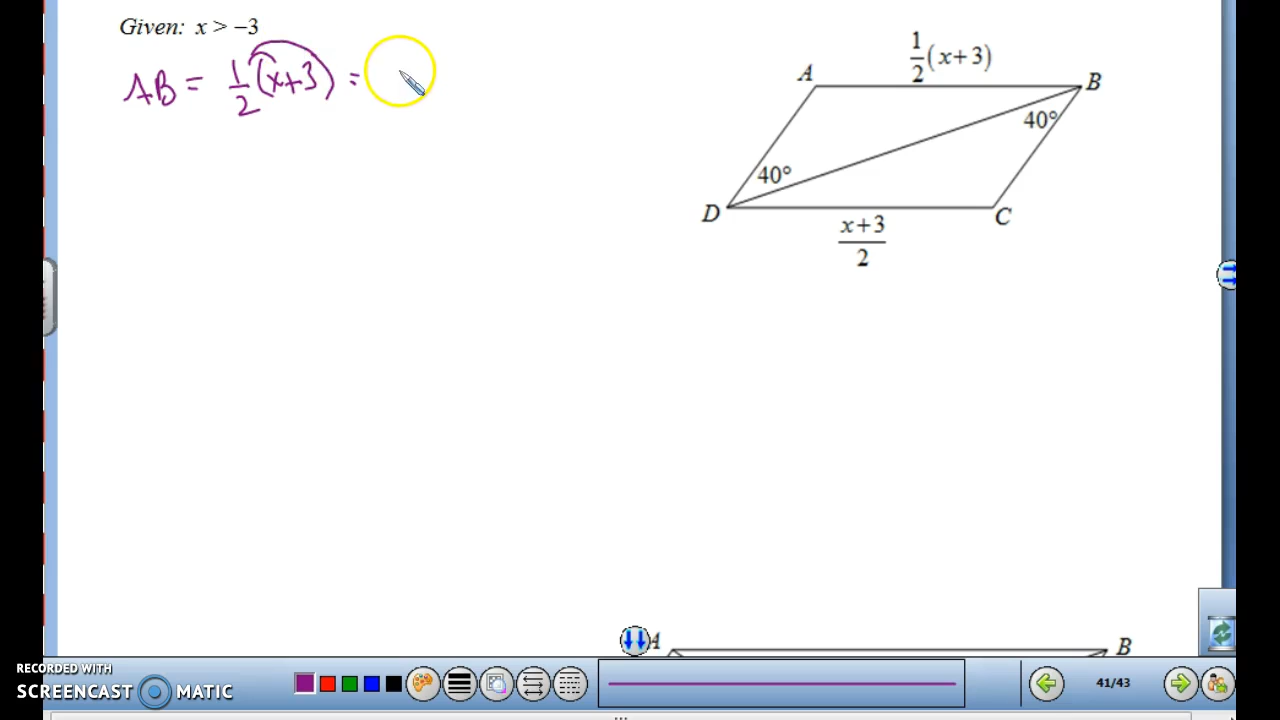 Given: x > −3
AB = 1/2 (x+3) =
1/2 (x+3)
A
B
40°
40°
D
C
x+3/2
A
B
RECORDED WITH
SCREENCAST MATIC
41/43